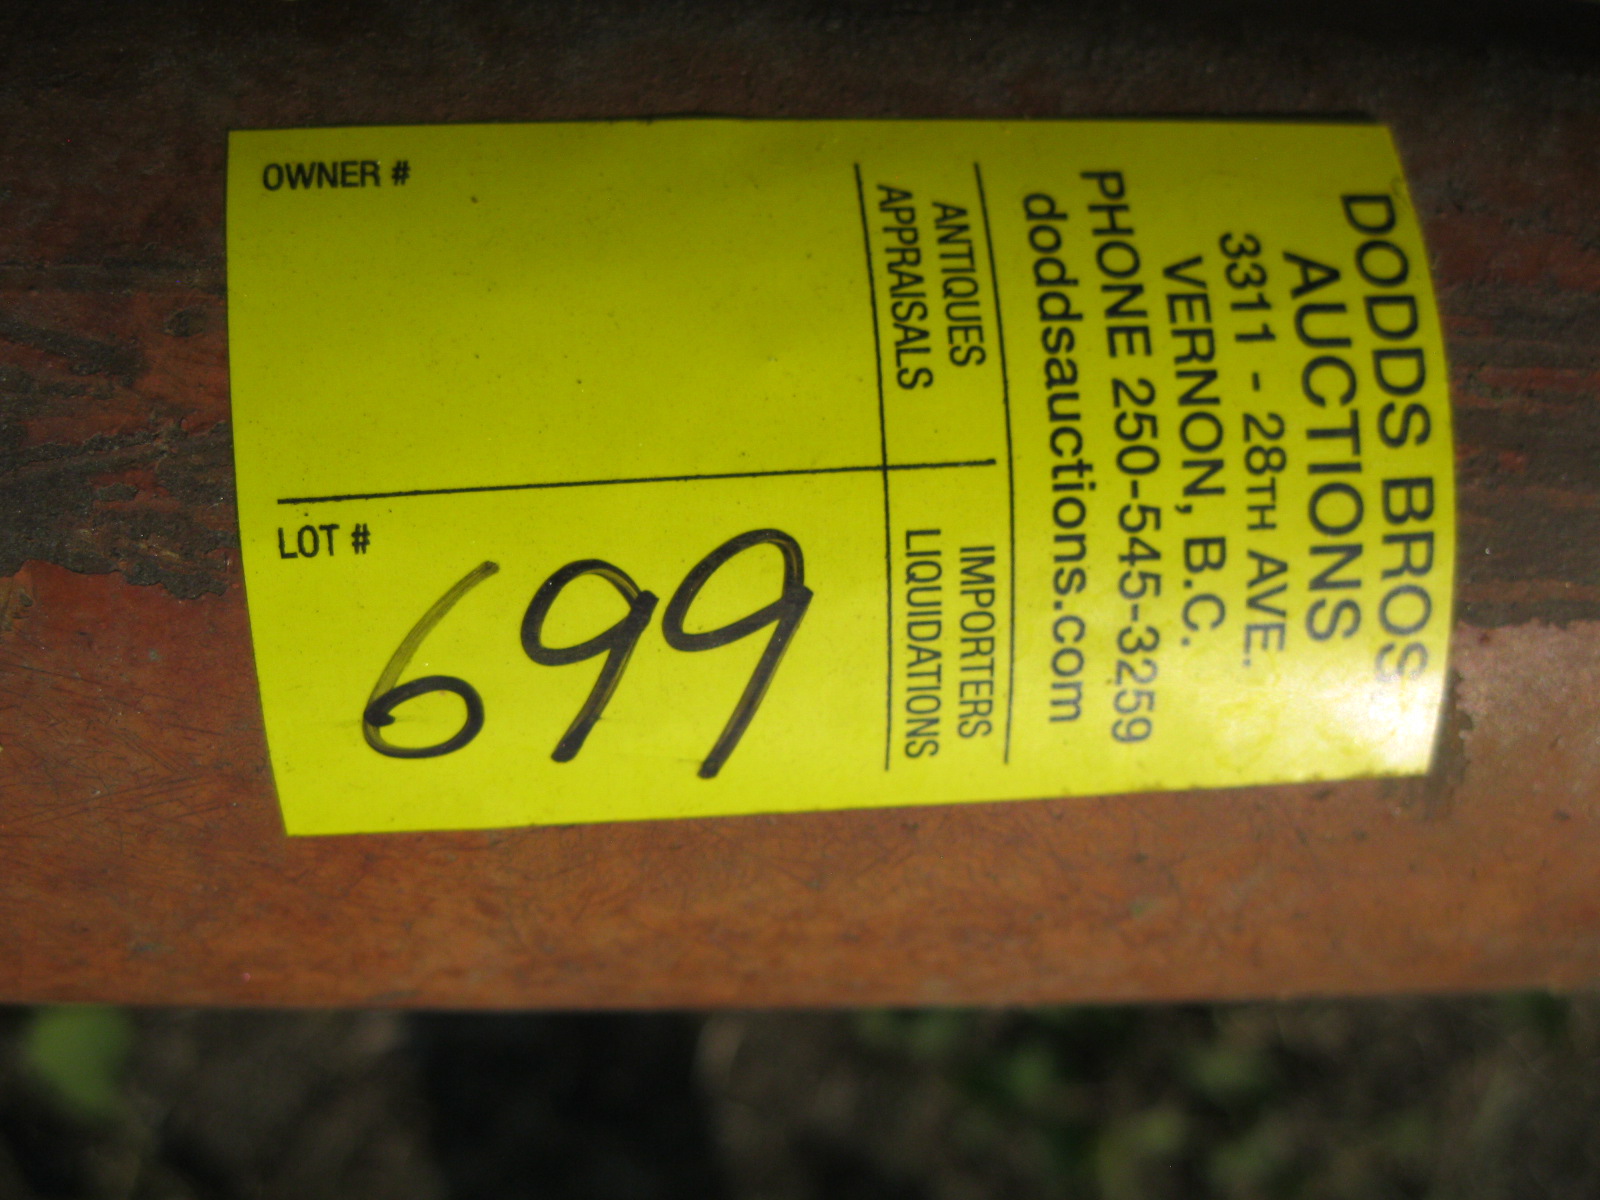 DODDS BROS
AUCTIONS
3311 - 28TH AVE.
VERNON, B.C.
PHONE 250-545-3259
doddsauctions.com
ANTIQUES
APPRAISALS
IMPORTERS
LIQUIDATIONS
OWNER #
LOT #
699